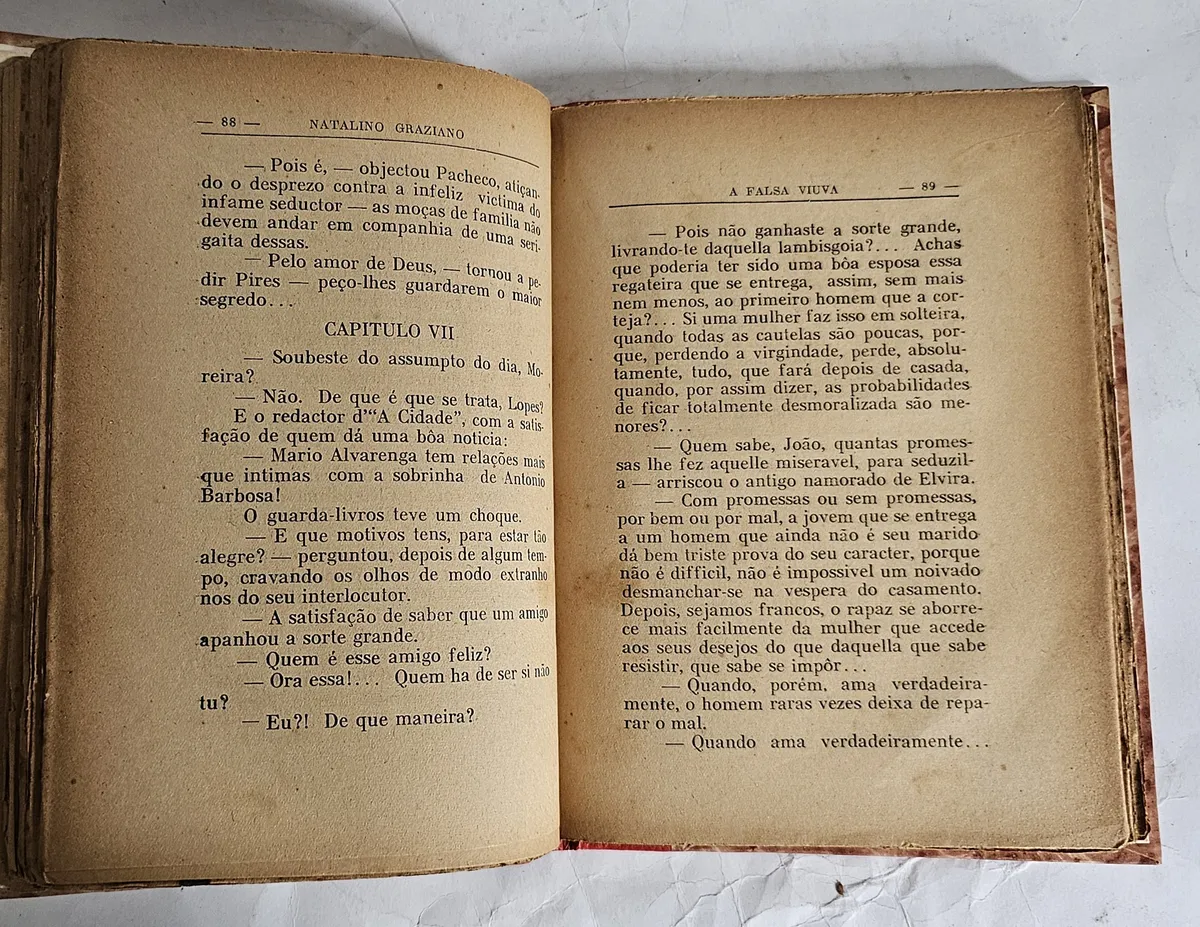 — 88 — NATALINO GRAZIANO
— Pois é, — objectou Pacheco, atiçan-
do o desprezo contra a infeliz victima do
infame seductor — as moças de familia não
devem andar em companhia de uma seri-
gaita dessas.
— Pelo amor de Deus, — tornou a pe-
dir Pires — peço-lhes guardarem o maior
segredo...
CAPITULO VII
— Soubeste do assumpto do dia, Mo-
reira?
— Não. De que é que se trata, Lopes?
E o redactor d'“A Cidade”, com a satis-
fação de quem dá uma bôa noticia:
— Mario Alvarenga tem relações mais
que intimas com a sobrinha de Antonio
Barbosa!
O guarda-livros teve um choque.
— E que motivos tens, para estar tão
alegre? — perguntou, depois de algum tem-
po, cravando os olhos de modo extranho
nos do seu interlocutor.
— A satisfação de saber que um amigo
apanhou a sorte grande.
— Quem é esse amigo feliz?
— Ora essa!... Quem ha de ser si não
tu?
— Eu?! De que maneira?
A FALSA VIUVA — 89 —
— Pois não ganhaste a sorte grande,
livrando-te daquella lambisgoia?... Achas
que poderia ter sido uma bôa esposa essa
regateira que se entrega, assim, sem mais
nem menos, ao primeiro homem que a cor-
teja?... Si uma mulher faz isso em solteira,
quando todas as cautelas são poucas, por-
que, perdendo a virgindade, perde, absolu-
tamente, tudo, que fará depois de casada,
quando, por assim dizer, as probabilidades
de ficar totalmente desmoralizada são me-
nores?...
— Quem sabe, João, quantas promes-
sas lhe fez aquelle miseravel, para seduzil-
a — arriscou o antigo namorado de Elvira.
— Com promessas ou sem promessas,
por bem ou por mal, a jovem que se entrega
a um homem que ainda não é seu marido
dá bem triste prova do seu caracter, porque
não é difficil, não é impossivel um noivado
desmanchar-se na vespera do casamento.
Depois, sejamos francos, o rapaz se aborre-
ce mais facilmente da mulher que accede
aos seus desejos do que daquella que sabe
resistir, que sabe se impôr...
— Quando, porém, ama verdadeira-
mente, o homem raras vezes deixa de repa-
rar o mal.
— Quando ama verdadeiramente...